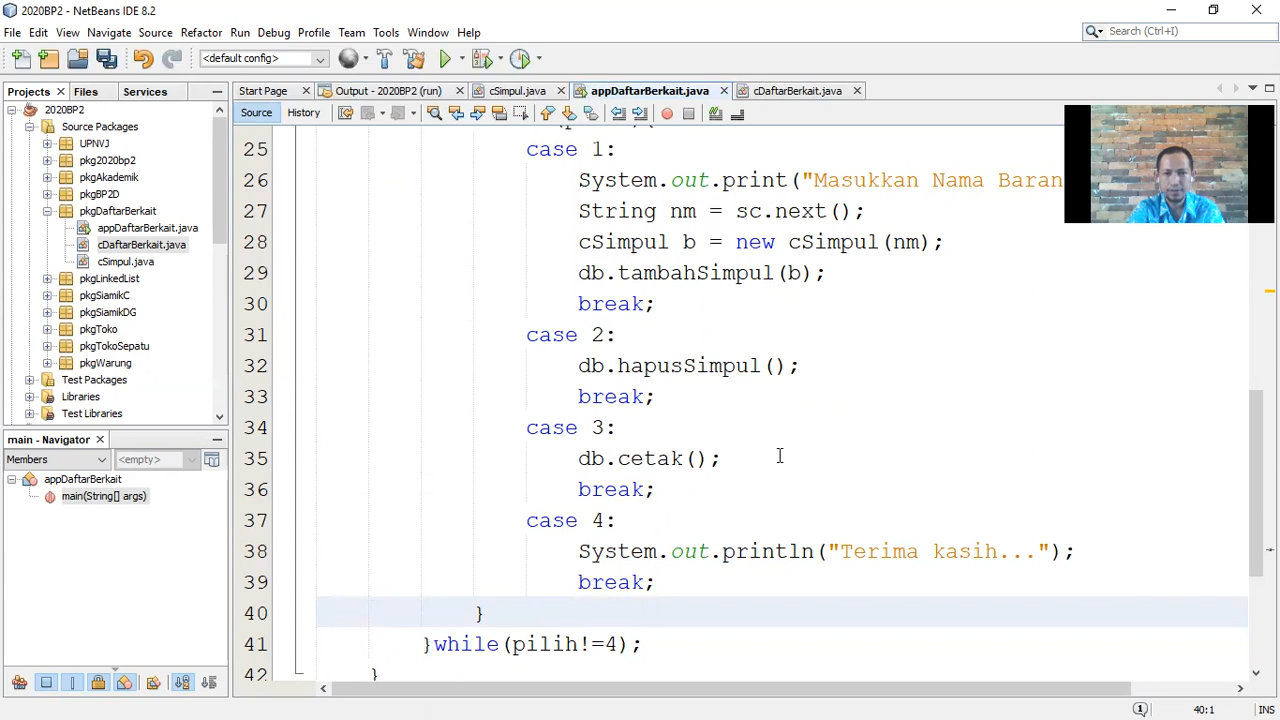 2020BP2 - NetBeans IDE 8.2
File Edit View Navigate Source Refactor Run Debug Profile Team Tools Window Help
Search (Ctrl+I)
<default config>
Projects Files Services
Start Page Output - 2020BP2 (run) cSimpul.java appDaftarBerkait.java cDaftarBerkait.java
Source History
2020BP2
Source Packages
UPNVJ
pkg2020bp2
pkgAkademik
pkgBP2D
pkgDaftarBerkait
appDaftarBerkait.java
cDaftarBerkait.java
cSimpul.java
pkgLinkedList
pkgSiamikC
pkgSiamikDG
pkgToko
pkgTokoSepatu
pkgWarung
Test Packages
Libraries
Test Libraries
main - Navigator
Members <empty>
appDaftarBerkait
main(String[] args)
25 case 1:
26 System.out.print("Masukkan Nama Baran
27 String nm = sc.next();
28 cSimpul b = new cSimpul(nm);
29 db.tambahSimpul(b);
30 break;
31 case 2:
32 db.hapusSimpul();
33 break;
34 case 3:
35 db.cetak();
36 break;
37 case 4:
38 System.out.println("Terima kasih...");
39 break;
40 }
41 }while(pilih!=4);
42 }
40:1 INS